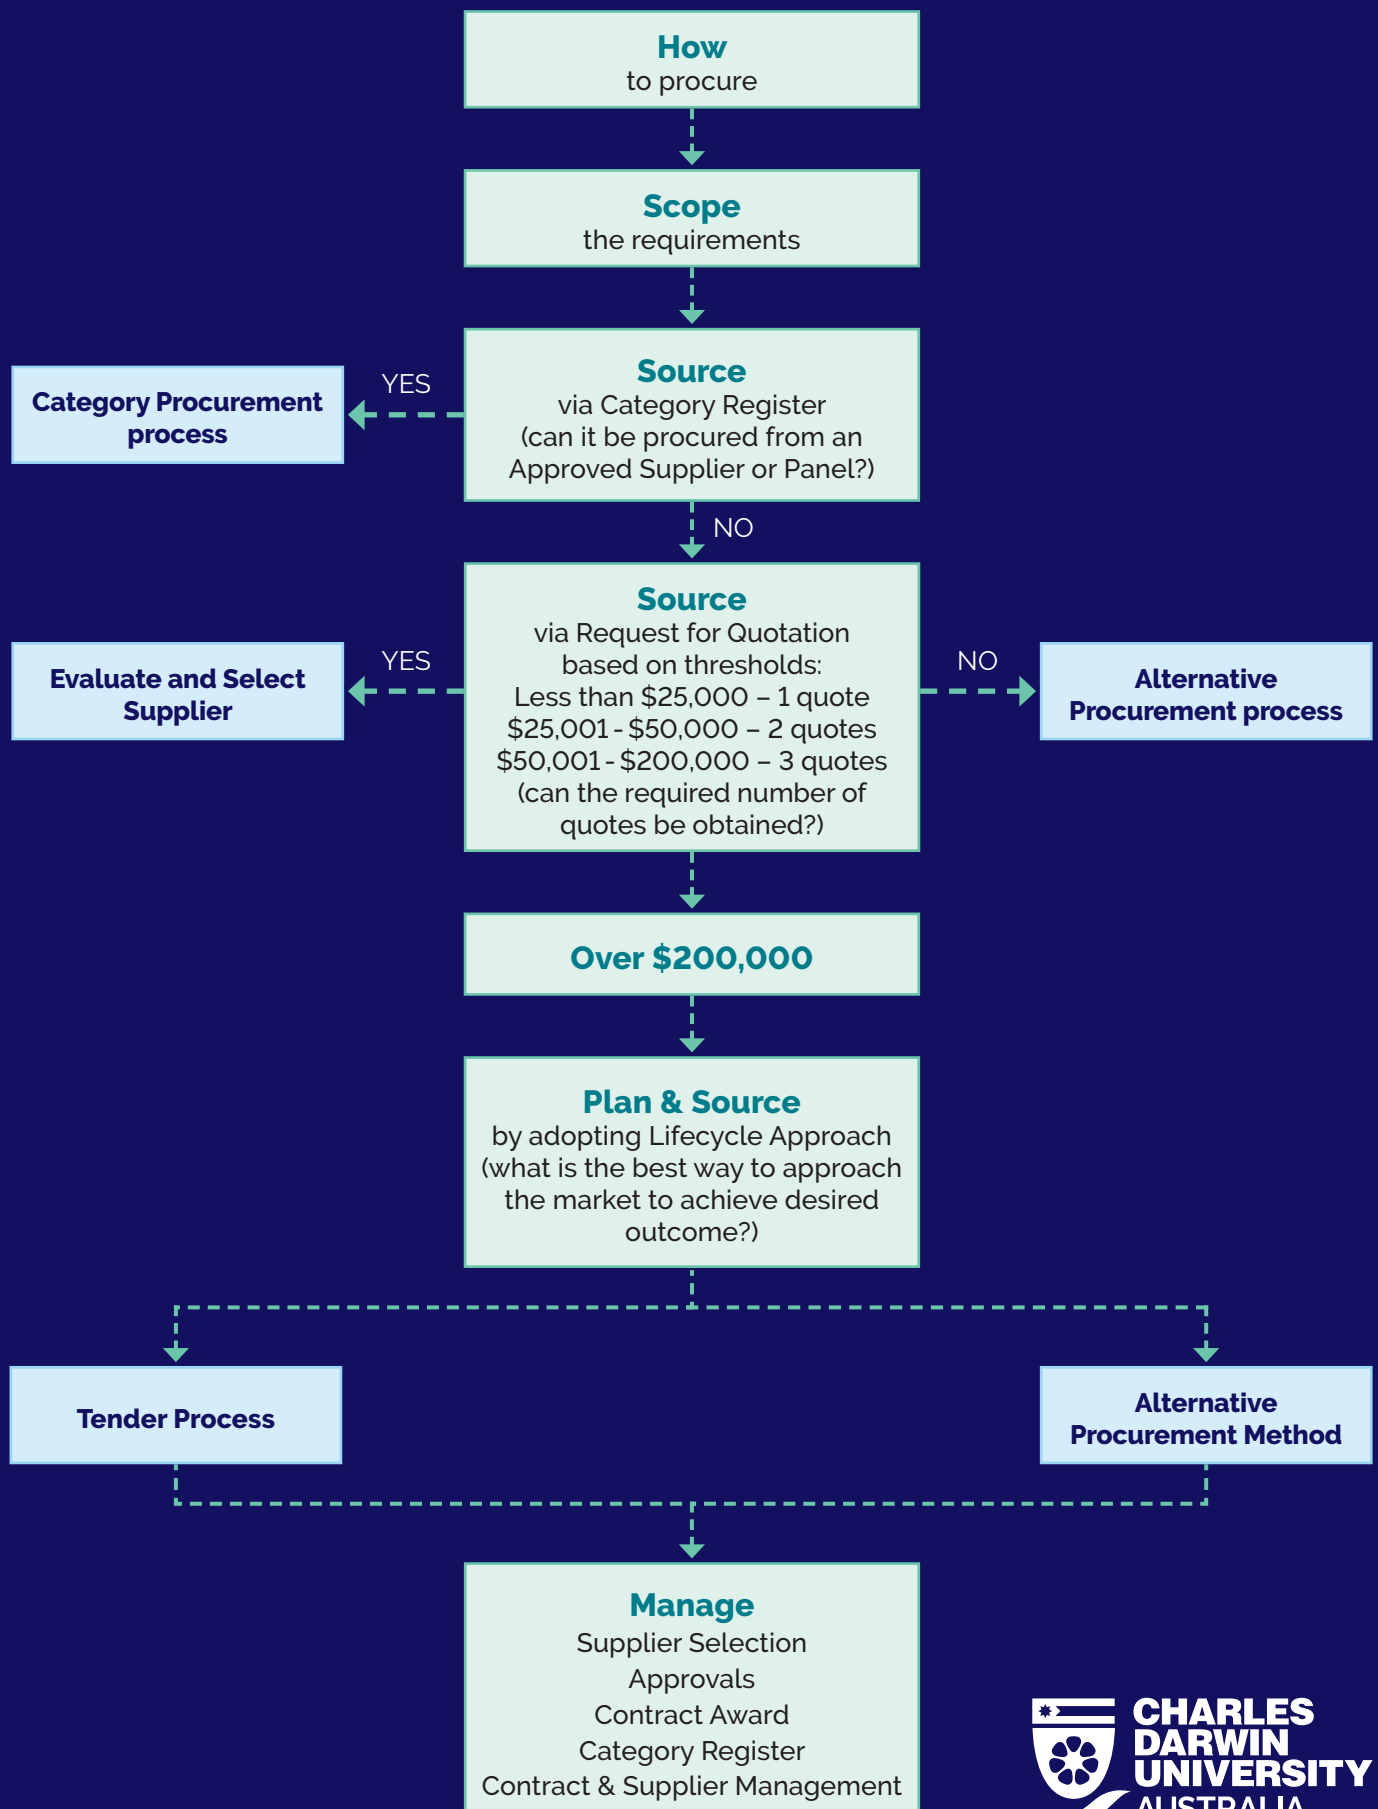 How
to procure
Scope
the requirements
Source
via Category Register
(can it be procured from an
Approved Supplier or Panel?)
YES
Category Procurement
process
NO
Source
via Request for Quotation
based on thresholds:
Less than $25,000 – 1 quote
$25,001 - $50,000 – 2 quotes
$50,001 - $200,000 – 3 quotes
(can the required number of
quotes be obtained?)
YES
Evaluate and Select
Supplier
NO
Alternative
Procurement process
Over $200,000
Plan & Source
by adopting Lifecycle Approach
(what is the best way to approach
the market to achieve desired
outcome?)
Tender Process
Alternative
Procurement Method
Manage
Supplier Selection
Approvals
Contract Award
Category Register
Contract & Supplier Management
CHARLES
DARWIN
UNIVERSITY
AUSTRALIA